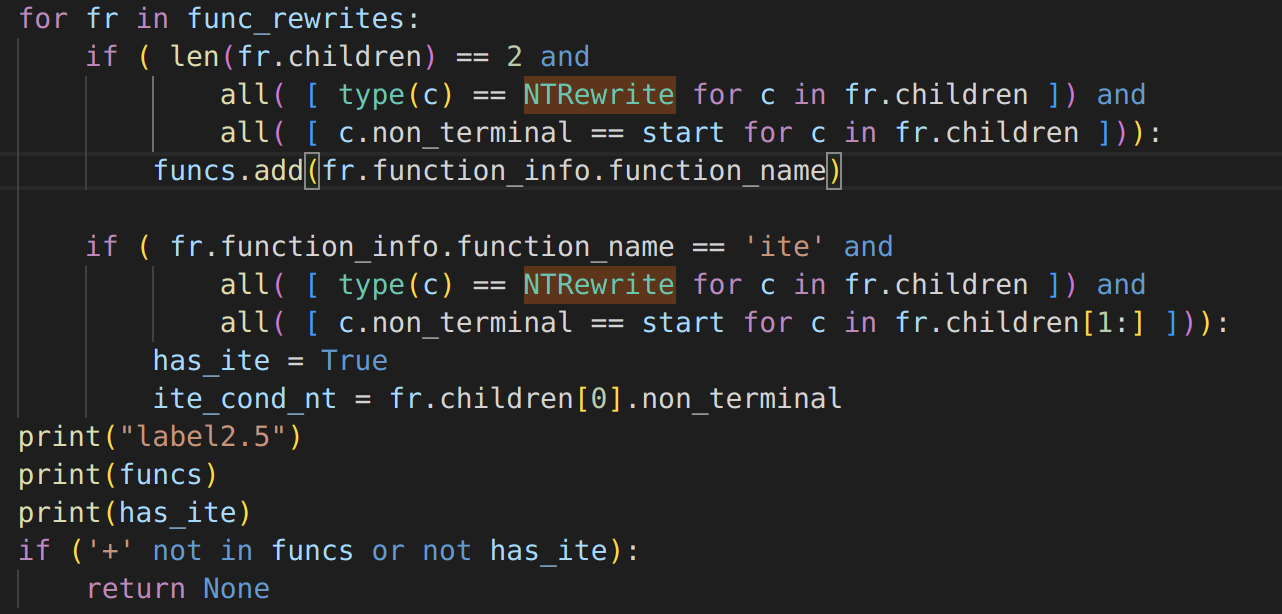 for fr in func_rewrites:
    if ( len(fr.children) == 2 and
            all( [ type(c) == NTRewrite for c in fr.children ]) and
            all( [ c.non_terminal == start for c in fr.children ])):
        funcs.add(fr.function_info.function_name)

    if ( fr.function_info.function_name == 'ite' and
            all( [ type(c) == NTRewrite for c in fr.children ]) and
            all( [ c.non_terminal == start for c in fr.children[1:] ])):
        has_ite = True
        ite_cond_nt = fr.children[0].non_terminal
print("label2.5")
print(funcs)
print(has_ite)
if ('+' not in funcs or not has_ite):
    return None